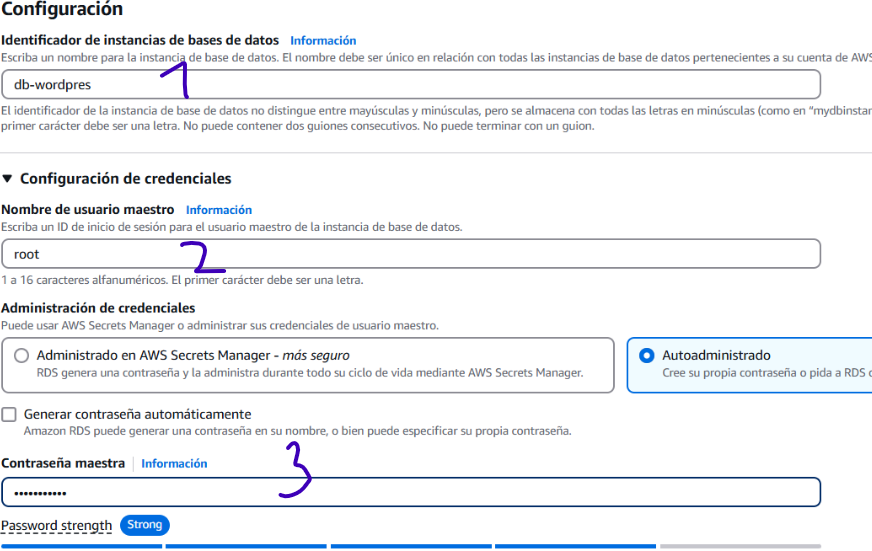 Configuración
Identificador de instancias de bases de datos Información
Escriba un nombre para la instancia de base de datos. El nombre debe ser único en relación con todas las instancias de base de datos pertenecientes a su cuenta de AWS
1
db-wordpres
El identificador de la instancia de base de datos no distingue entre mayúsculas y minúsculas, pero se almacena con todas las letras en minúsculas (como en "mydbinstan
primer carácter debe ser una letra. No puede contener dos guiones consecutivos. No puede terminar con un guion.
Configuración de credenciales
Nombre de usuario maestro Información
Escriba un ID de inicio de sesión para el usuario maestro de la instancia de base de datos.
root
2
1 a 16 caracteres alfanuméricos. El primer carácter debe ser una letra.
Administración de credenciales
Puede usar AWS Secrets Manager o administrar sus credenciales de usuario maestro.
Administrado en AWS Secrets Manager - más seguro
RDS genera una contraseña y la administra durante todo su ciclo de vida mediante AWS Secrets Manager.
Autoadministrado
Cree su propia contraseña o pida a RDS
Generar contraseña automáticamente
Amazon RDS puede generar una contraseña en su nombre, o bien puede especificar su propia contraseña.
Contraseña maestra Información
3
•••••••••••
Password strength Strong